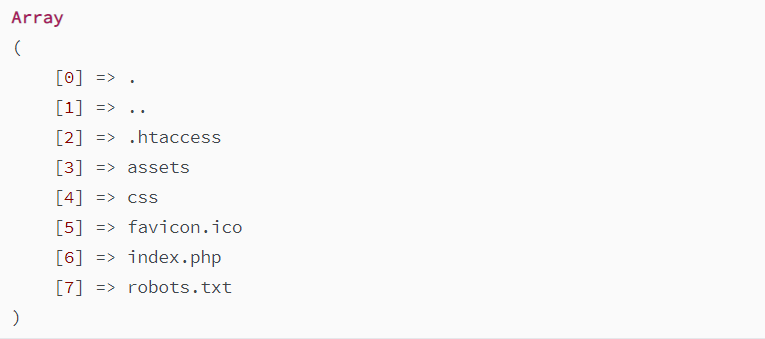 Array
(
    [0] => .
    [1] => ..
    [2] => .htaccess
    [3] => assets
    [4] => css
    [5] => favicon.ico
    [6] => index.php
    [7] => robots.txt
)